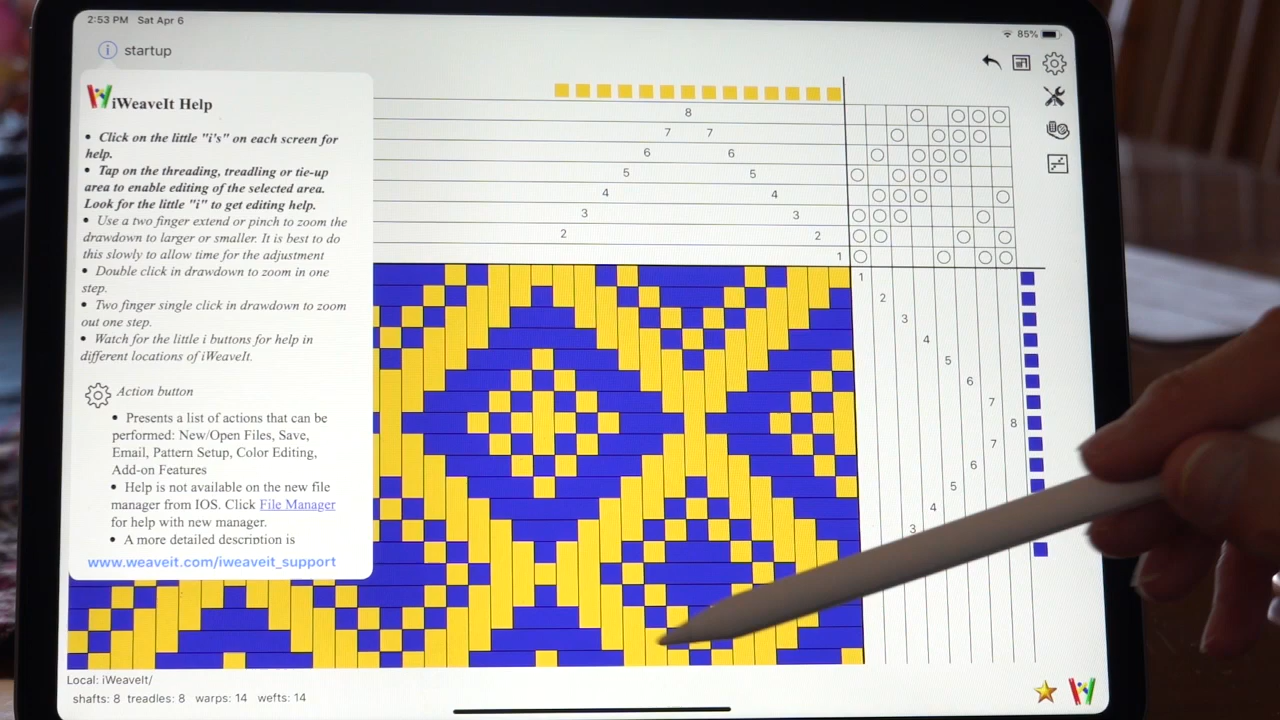 2:53 PM Sat Apr 6
85%
startup
iWeaveIt Help
• Click on the little "i's" on each screen for
help.
• Tap on the threading, treadling or tie-up
area to enable editing of the selected area.
Look for the little "i" to get editing help.
• Use a two finger extend or pinch to zoom the
drawdown to larger or smaller. It is best to do
this slowly to allow time for the adjustment
• Double click in drawdown to zoom in one
step.
• Two finger single click in drawdown to zoom
out one step.
• Watch for the little i buttons for help in
different locations of iWeaveIt.
Action button
• Presents a list of actions that can be
performed: New/Open Files, Save,
Email, Pattern Setup, Color Editing,
Add-on Features
• Help is not available on the new file
manager from IOS. Click File Manager
for help with new manager.
• A more detailed description is
www.weaveit.com/iweaveit_support
8
7 7
6 6
5 5
4 4
3 3
2 2
1
1
2
3
4
5
6
7
8
7
6
5
4
3
Local: iWeaveIt/
shafts: 8 treadles: 8 warps: 14 wefts: 14